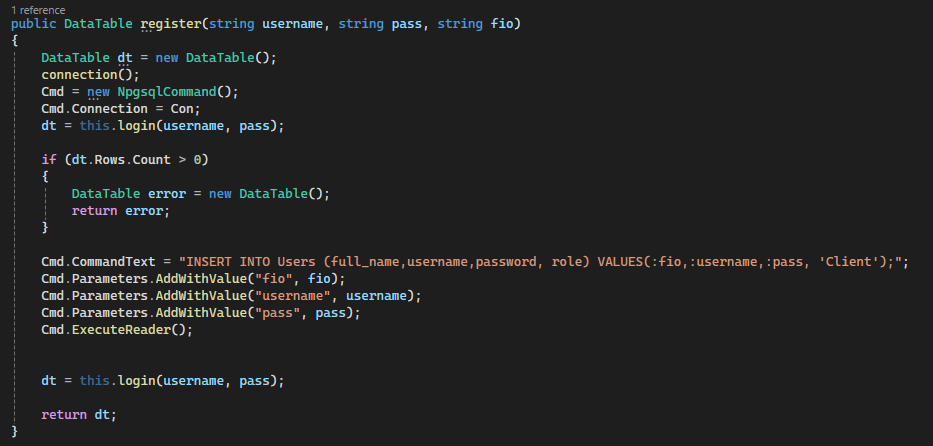 1 reference
public DataTable register(string username, string pass, string fio)
{
DataTable dt = new DataTable();
connection();
Cmd = new NpgsqlCommand();
Cmd.Connection = Con;
dt = this.login(username, pass);
if (dt.Rows.Count > 0)
{
DataTable error = new DataTable();
return error;
}
Cmd.CommandText = "INSERT INTO Users (full_name,username,password, role) VALUES(:fio,:username,:pass, 'Client');";
Cmd.Parameters.AddWithValue("fio", fio);
Cmd.Parameters.AddWithValue("username", username);
Cmd.Parameters.AddWithValue("pass", pass);
Cmd.ExecuteReader();
dt = this.login(username, pass);
return dt;
}